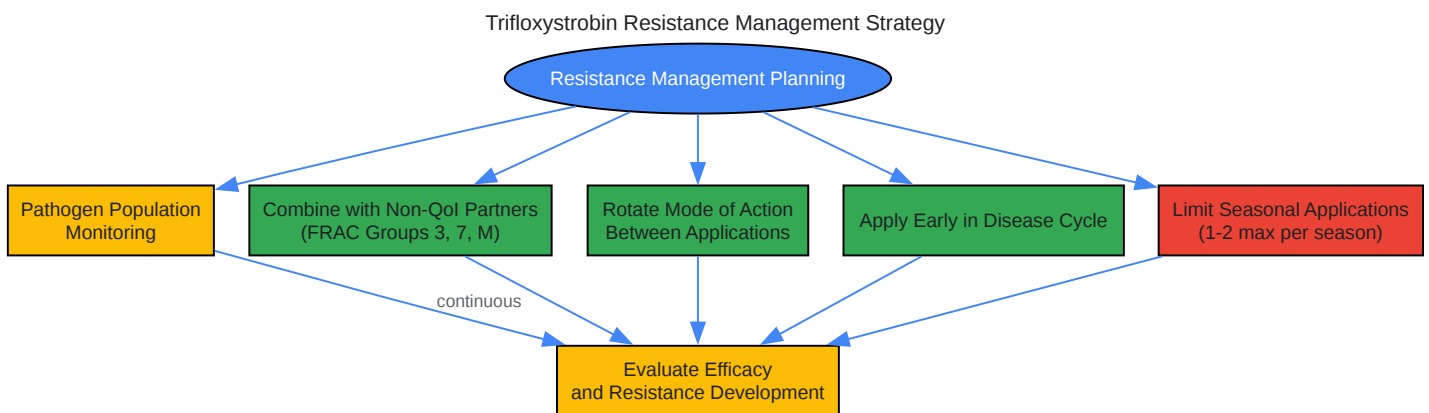 Trifloxystrobin Resistance Management Strategy
Resistance Management Planning
Pathogen Population
Monitoring
Combine with Non-QoI Partners
(FRAC Groups 3, 7, M)
Rotate Mode of Action
Between Applications
Apply Early in Disease Cycle
Limit Seasonal Applications
(1-2 max per season)
continuous
Evaluate Efficacy
and Resistance Development